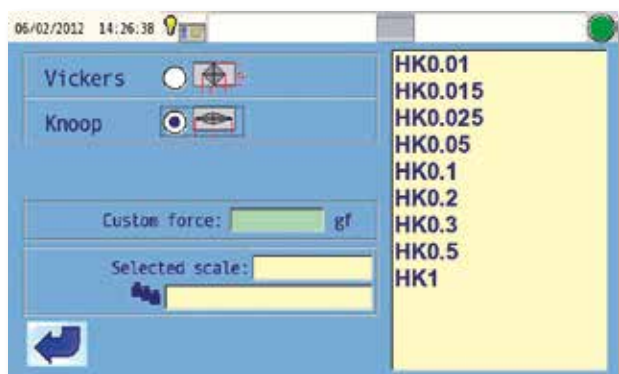 06/02/2012 14:26:38
Vickers
Knoop
Custom force: gf
Selected scale:
HK0.01
HK0.015
HK0.025
HK0.05
HK0.1
HK0.2
HK0.3
HK0.5
HK1